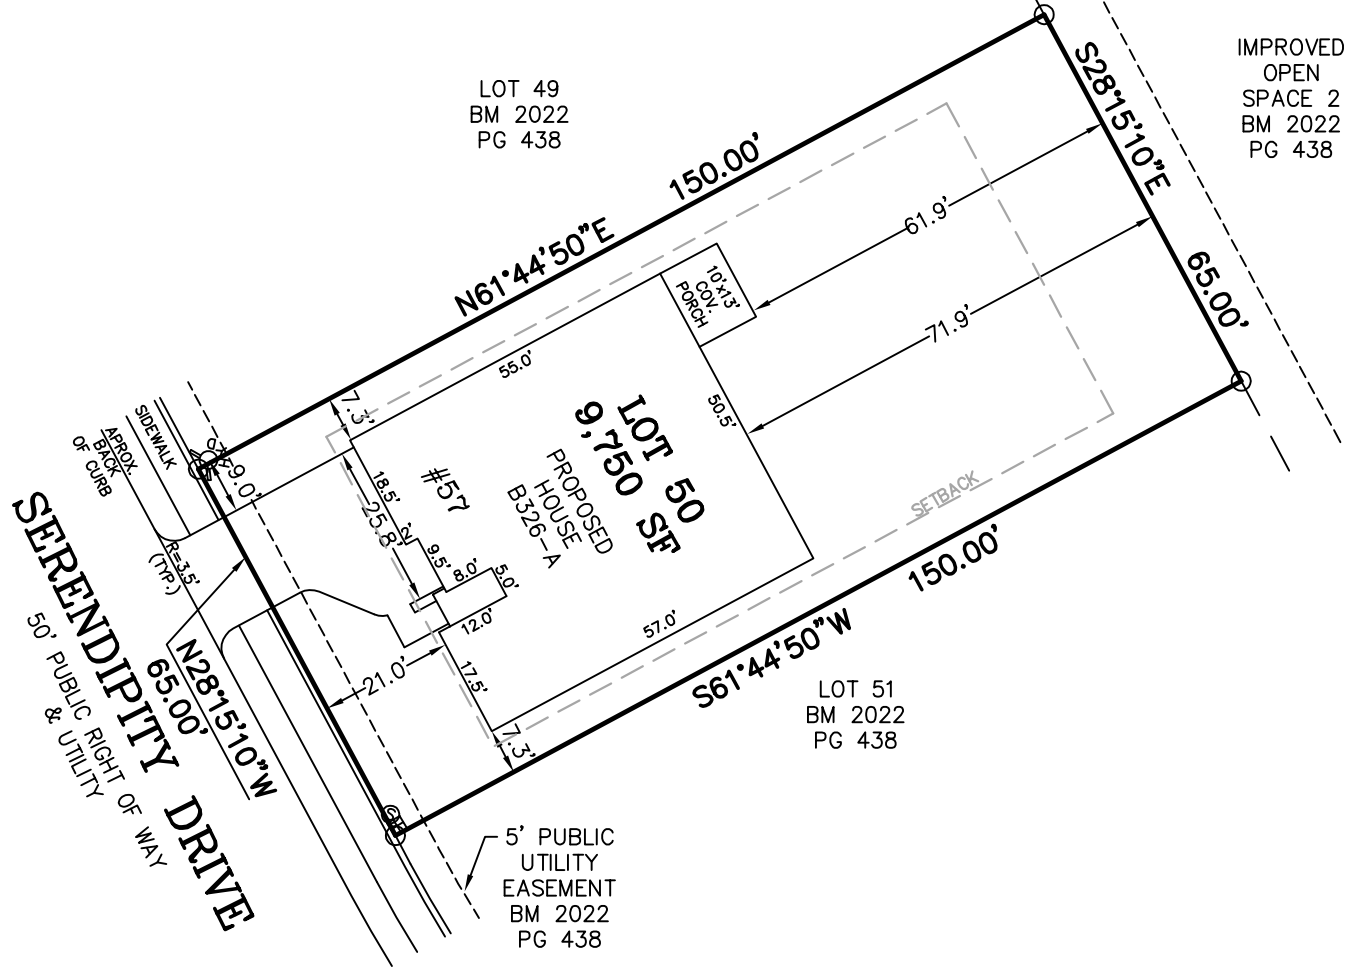 LOT 49
BM 2022
PG 438
IMPROVED
OPEN
SPACE 2
BM 2022
PG 438
S28°15'10"E
65.00'
N61°44'50"E
150.00'
61.9'
71.9'
10'x13'
COV.
PORCH
55.0'
50.5'
7.3'
LOT 50
9,750 SF
PROPOSED
HOUSE
B326-A
#57
18.5'
25.8'
2'
9.5'
8.0'
5.0'
12.0'
17.5'
57.0'
7.3'
21.0'
9.0'
SETBACK
S61°44'50"W
150.00'
SIDEWALK
APROX.
BACK
OF CURB
R=3.5'
(TYP.)
N28°15'10"W
65.00'
SERENDIPITY DRIVE
50' PUBLIC RIGHT OF WAY
& UTILITY
LOT 51
BM 2022
PG 438
5' PUBLIC
UTILITY
EASEMENT
BM 2022
PG 438